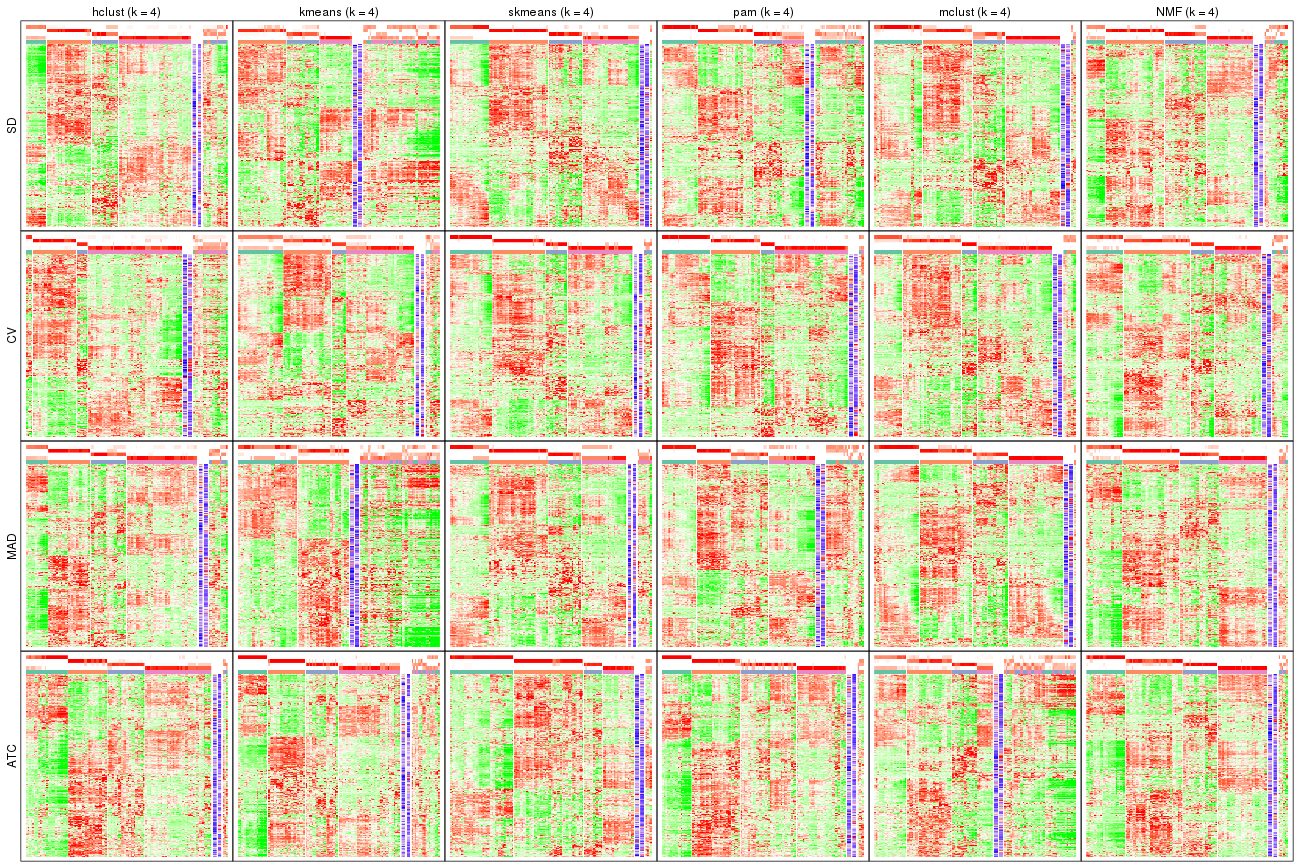 hclust (k = 4) kmeans (k = 4) skmeans (k = 4) pam (k = 4) mclust (k = 4) NMF (k = 4)
SD
CV
MAD
ATC